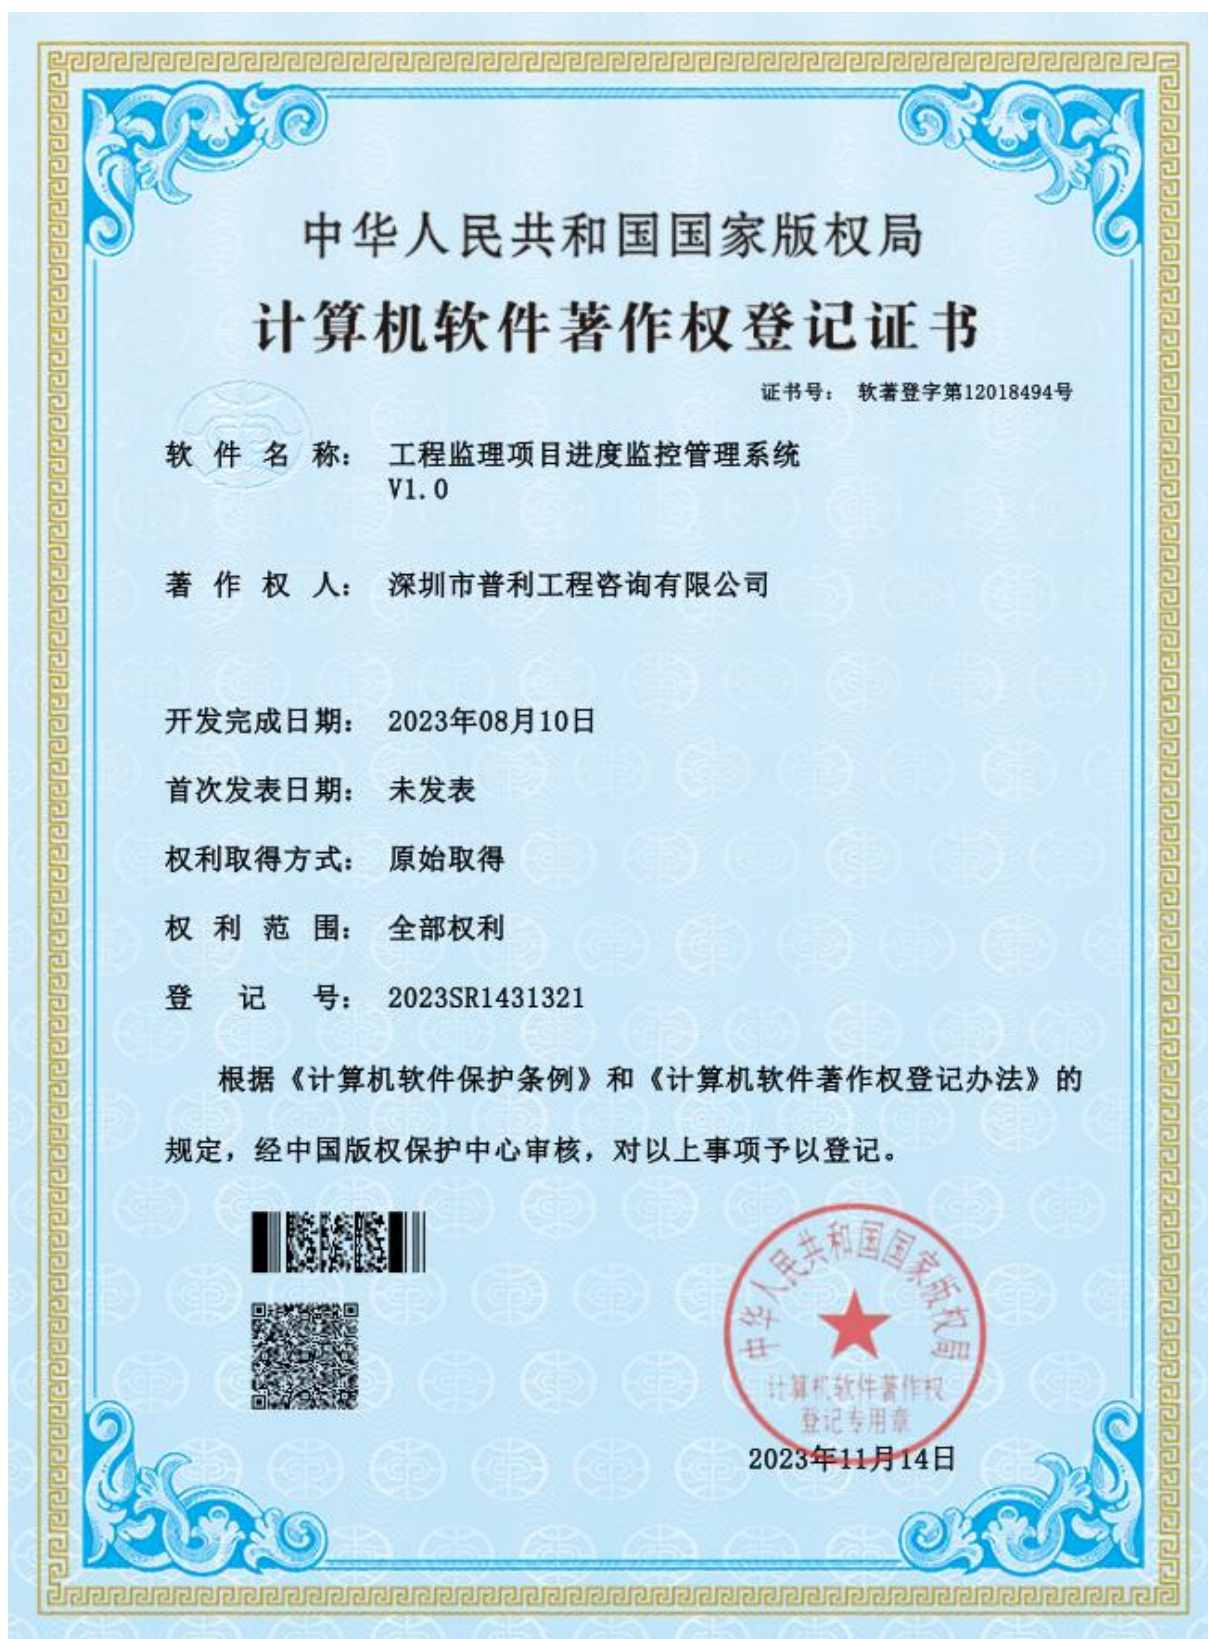 中华人民共和国国家版权局
计算机软件著作权登记证书
证书号： 软著登字第12018494号
软件名称： 工程监理项目进度监控管理系统
V1.0
著作权人： 深圳市普利工程咨询有限公司
开发完成日期： 2023年08月10日
首次发表日期： 未发表
权利取得方式： 原始取得
权利范围： 全部权利
登记号： 2023SR1431321
根据《计算机软件保护条例》和《计算机软件著作权登记办法》的
规定，经中国版权保护中心审核，对以上事项予以登记。
中华人民共和国国家版权局
计算机软件著作权
登记专用章
2023年11月14日